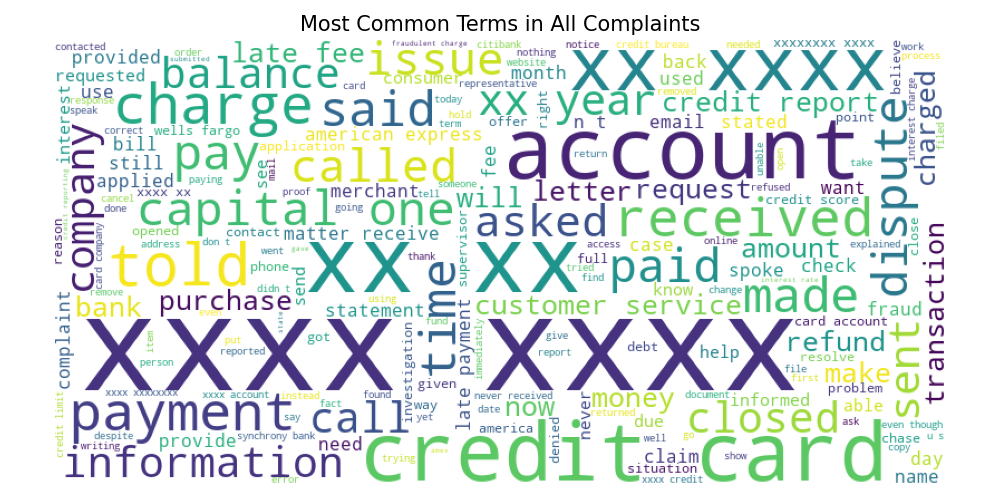 Most Common Terms in All Complaints
contacted
provided
order
submitted
late fee
issue
fraudulent charge
citibank
nothing
notice
credit bureau
needed
xxxxxxxx xxxx
work
process
requested
balance
consumer
website
representative
month
xx xxxx
back
used
removed
believe
use
response
speak
charge
card
said
today
hold
term
xx
offer
right
year
credit report
point
dispute
interest charge
charged
filed
interest
correct
wells fargo
bill
still
pay
application
american express
called
fee
n t
email
stated
account
return
unable
open
take
company
applied
paying
see
mail
proof
merchant
tell
someone
will
letter
request
refused
want
credit score
credit reporting
xxxx xx
cancel
done
capital one
going
asked
received
reason
card company
opened
contact
matter receive
supervisor
address
don t
told
went
gave
thank
xx xx
access
full
case
online
amount
explained
close
phone
send
tried
find
paid
spoke
check
know
change
interest rate
didn t
remove
bank
purchase
using
statement
time
customer service
made
fraud
transaction
complaint
even
state
fund
late payment
immediately
card account
xxxx xxxx
item
put
reported
got
person
investigation
give
report
debt
help
refund
resolve
file
first
make
problem
sent
given
credit limit
xxxx xxxxxxxx
xxxx account
instead
found
way
yet
never received
date
now
never
returned
money
document
informed
able
payment
fact
say
call
america
due
closed
ask
even though
despite
synchrony bank
writing
provide
need
denied
well
go
claim
show
chase
u s
copy
information
error
trying
amex
credit card
situation
xxxx credit
day
name